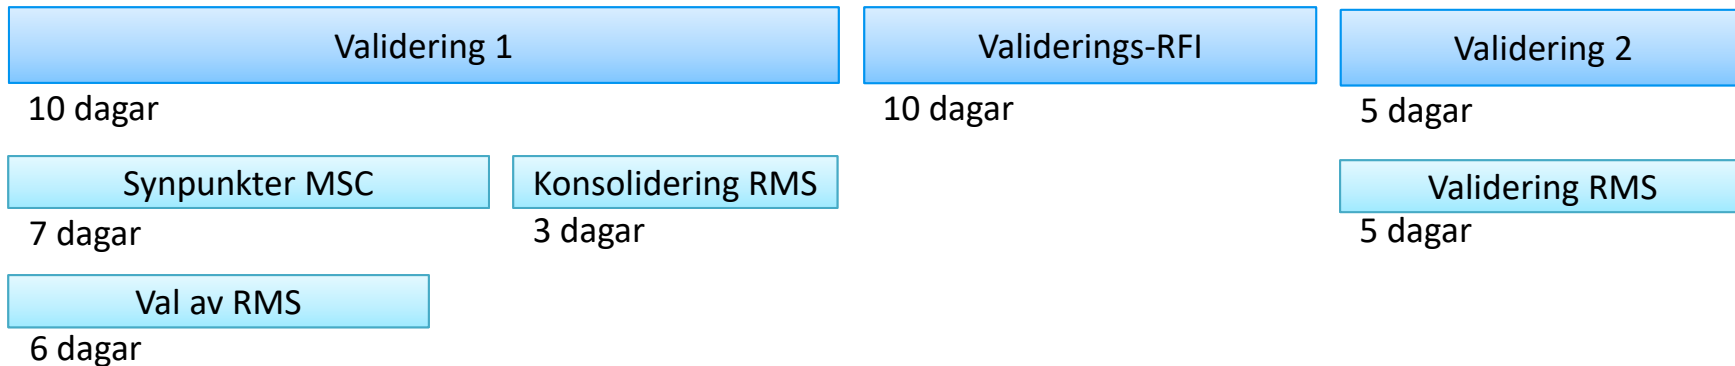 Validering 1
Validerings-RFI
Validering 2
10 dagar
10 dagar
5 dagar
Synpunkter MSC
Konsolidering RMS
Validering RMS
7 dagar
3 dagar
5 dagar
Val av RMS
6 dagar